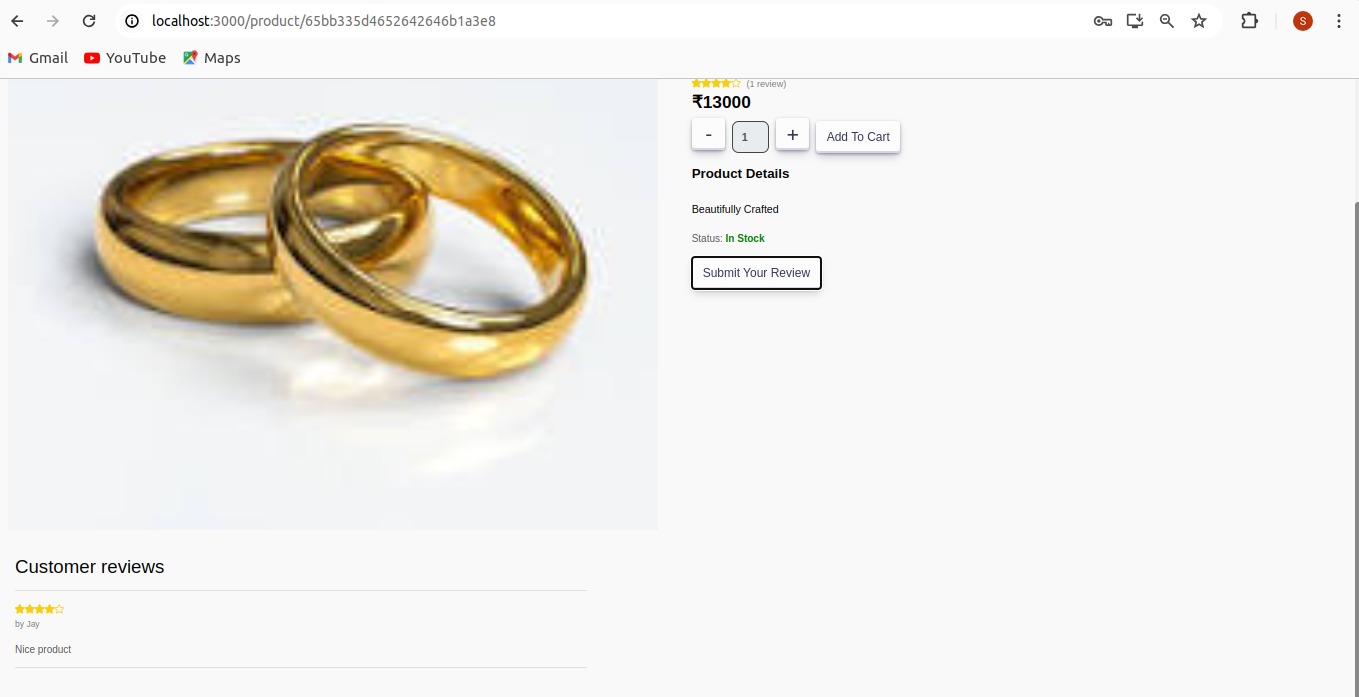 localhost:3000/product/65bb335d4652642646b1a3e8
S
Gmail
YouTube
Maps
(1 review)
₹13000
-
1
+
Add To Cart
Product Details
Beautifully Crafted
Status: In Stock
Submit Your Review
Customer reviews
by Jay
Nice product